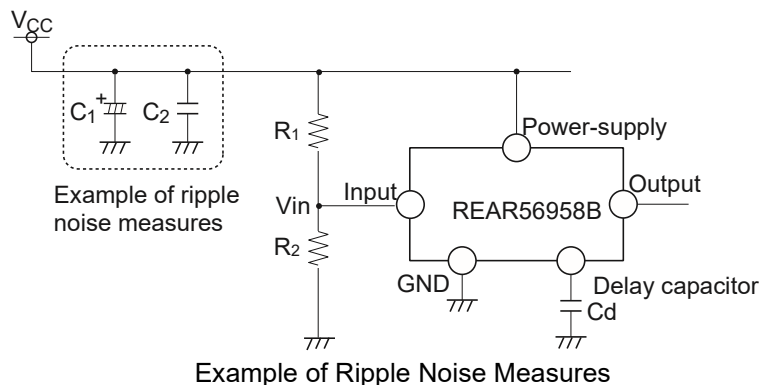 VCC
+
C1
C2
Example of ripple
noise measures
R1
Vin
R2
Input
Power-supply
REAR56958B
Output
GND
Delay capacitor
Cd
Example of Ripple Noise Measures